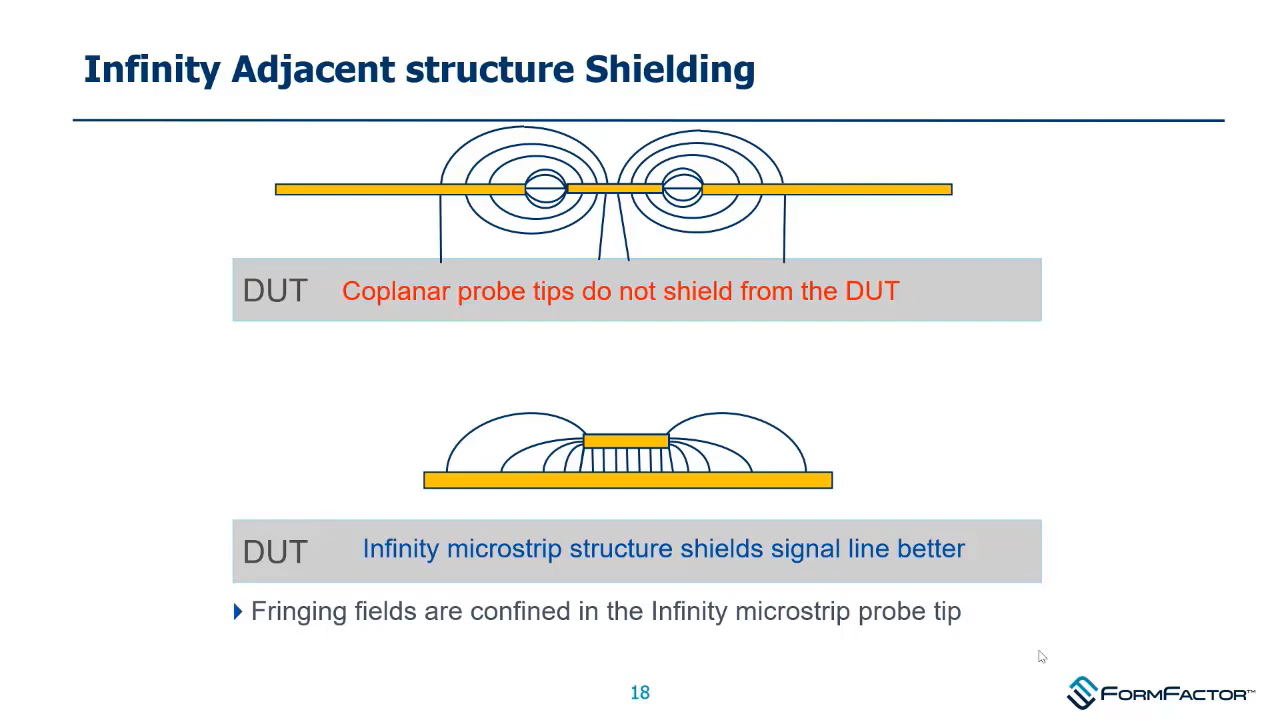 Infinity Adjacent structure Shielding
DUT Coplanar probe tips do not shield from the DUT
DUT Infinity microstrip structure shields signal line better
Fringing fields are confined in the Infinity microstrip probe tip
18
FORMFACTOR™